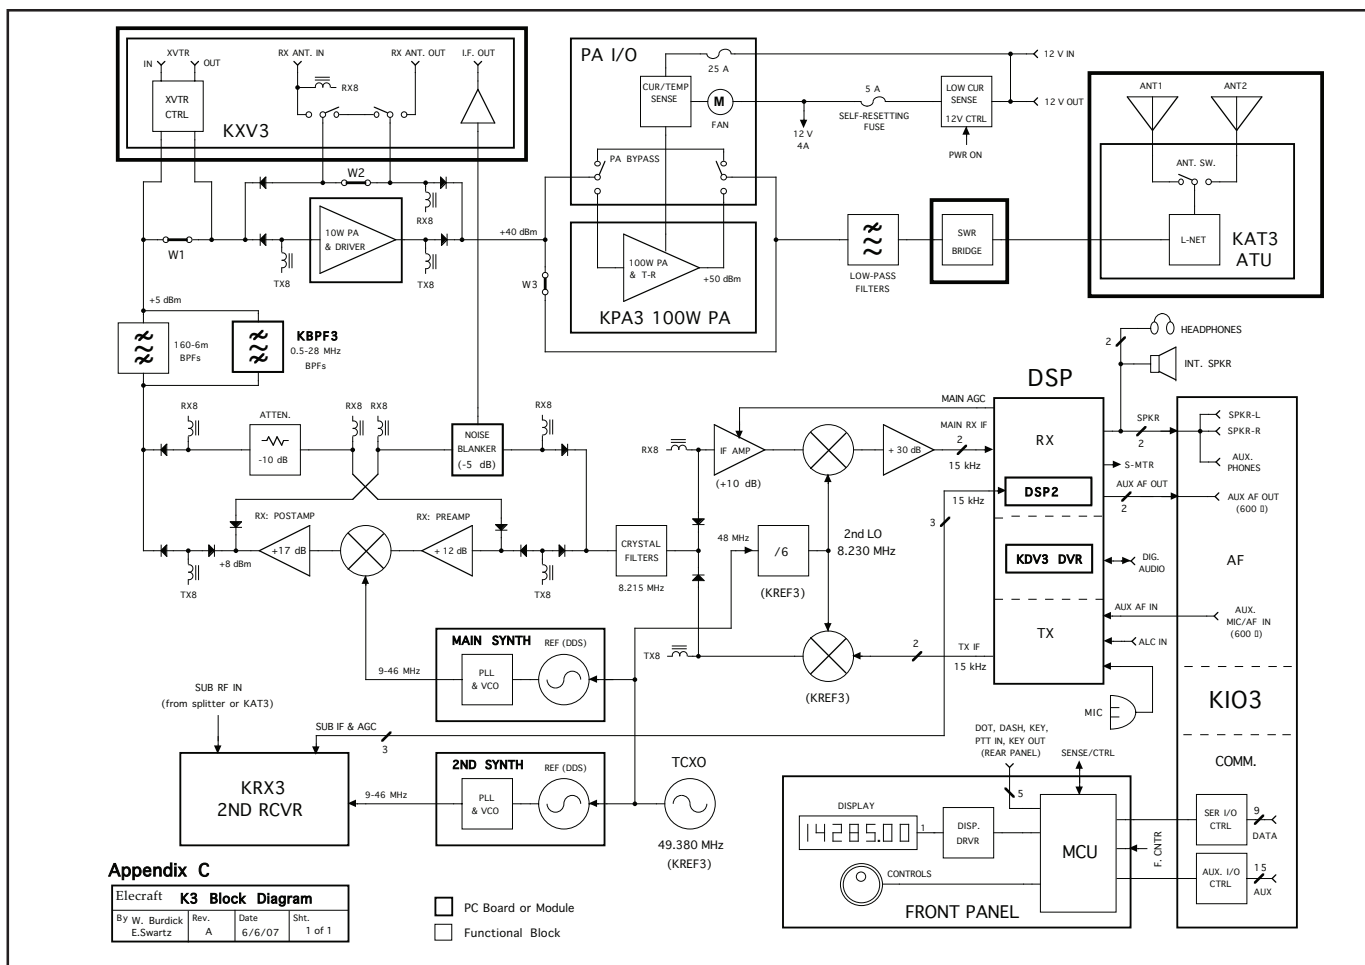 XVTR
IN
OUT
XVTR
CTRL
KXV3
RX ANT. IN
RX ANT. OUT
I.F. OUT
RX8
PA I/O
CUR/TEMP
SENSE
25 A
M
FAN
PA BYPASS
12 V
4A
5 A
SELF-RESETTING
FUSE
LOW CUR
SENSE
12V CTRL
PWR ON
12 V IN
12 V OUT
ANT1
ANT2
ANT. SW.
L-NET
KAT3
ATU
W2
RX8
10W PA
& DRIVER
W1
TX8
TX8
+40 dBm
W3
100W PA
& T-R
+50 dBm
KPA3 100W PA
LOW-PASS
FILTERS
SWR
BRIDGE
+5 dBm
160-6m
BPFs
KBPF3
0.5-28 MHz
BPFs
RX8
ATTEN.
-10 dB
RX8
RX8
NOISE
BLANKER
(-5 dB)
RX8
RX: POSTAMP
+17 dB
+8 dBm
TX8
RX: PREAMP
+ 12 dB
TX8
CRYSTAL
FILTERS
8.215 MHz
RX8
IF AMP
(+10 dB)
+ 30 dB
MAIN AGC
MAIN RX IF
2
15 kHz
15 kHz
3
48 MHz
/6
(KREF3)
2nd LO
8.230 MHz
TX8
(KREF3)
2
TX IF
15 kHz
DSP
RX
DSP2
KDV3 DVR
TX
2
HEADPHONES
INT. SPKR
SPKR
2
S-MTR
AUX AF OUT
2
DIG.
AUDIO
AUX AF IN
ALC IN
MIC
SPKR-L
SPKR-R
AUX.
PHONES
AUX AF OUT
(600 ▯)
AF
AUX.
MIC/AF IN
(600 ▯)
KIO3
COMM.
SER I/O
CTRL
9
DATA
AUX. I/O
CTRL
15
AUX
MAIN SYNTH
REF (DDS)
PLL
& VCO
9-46 MHz
SUB RF IN
(from splitter or KAT3)
SUB IF & AGC
3
KRX3
2ND RCVR
9-46 MHz
2ND SYNTH
REF (DDS)
PLL
& VCO
TCXO
49.380 MHz
(KREF3)
DOT, DASH, KEY,
PTT IN, KEY OUT
(REAR PANEL)
SENSE/CTRL
5
DISPLAY
14285.00
1
DISP.
DRVR
MCU
F. CNTR
CONTROLS
FRONT PANEL
Appendix C
Elecraft K3 Block Diagram
By W. Burdick
E.Swartz
Rev.
A
Date
6/6/07
Sht.
1 of 1
PC Board or Module
Functional Block